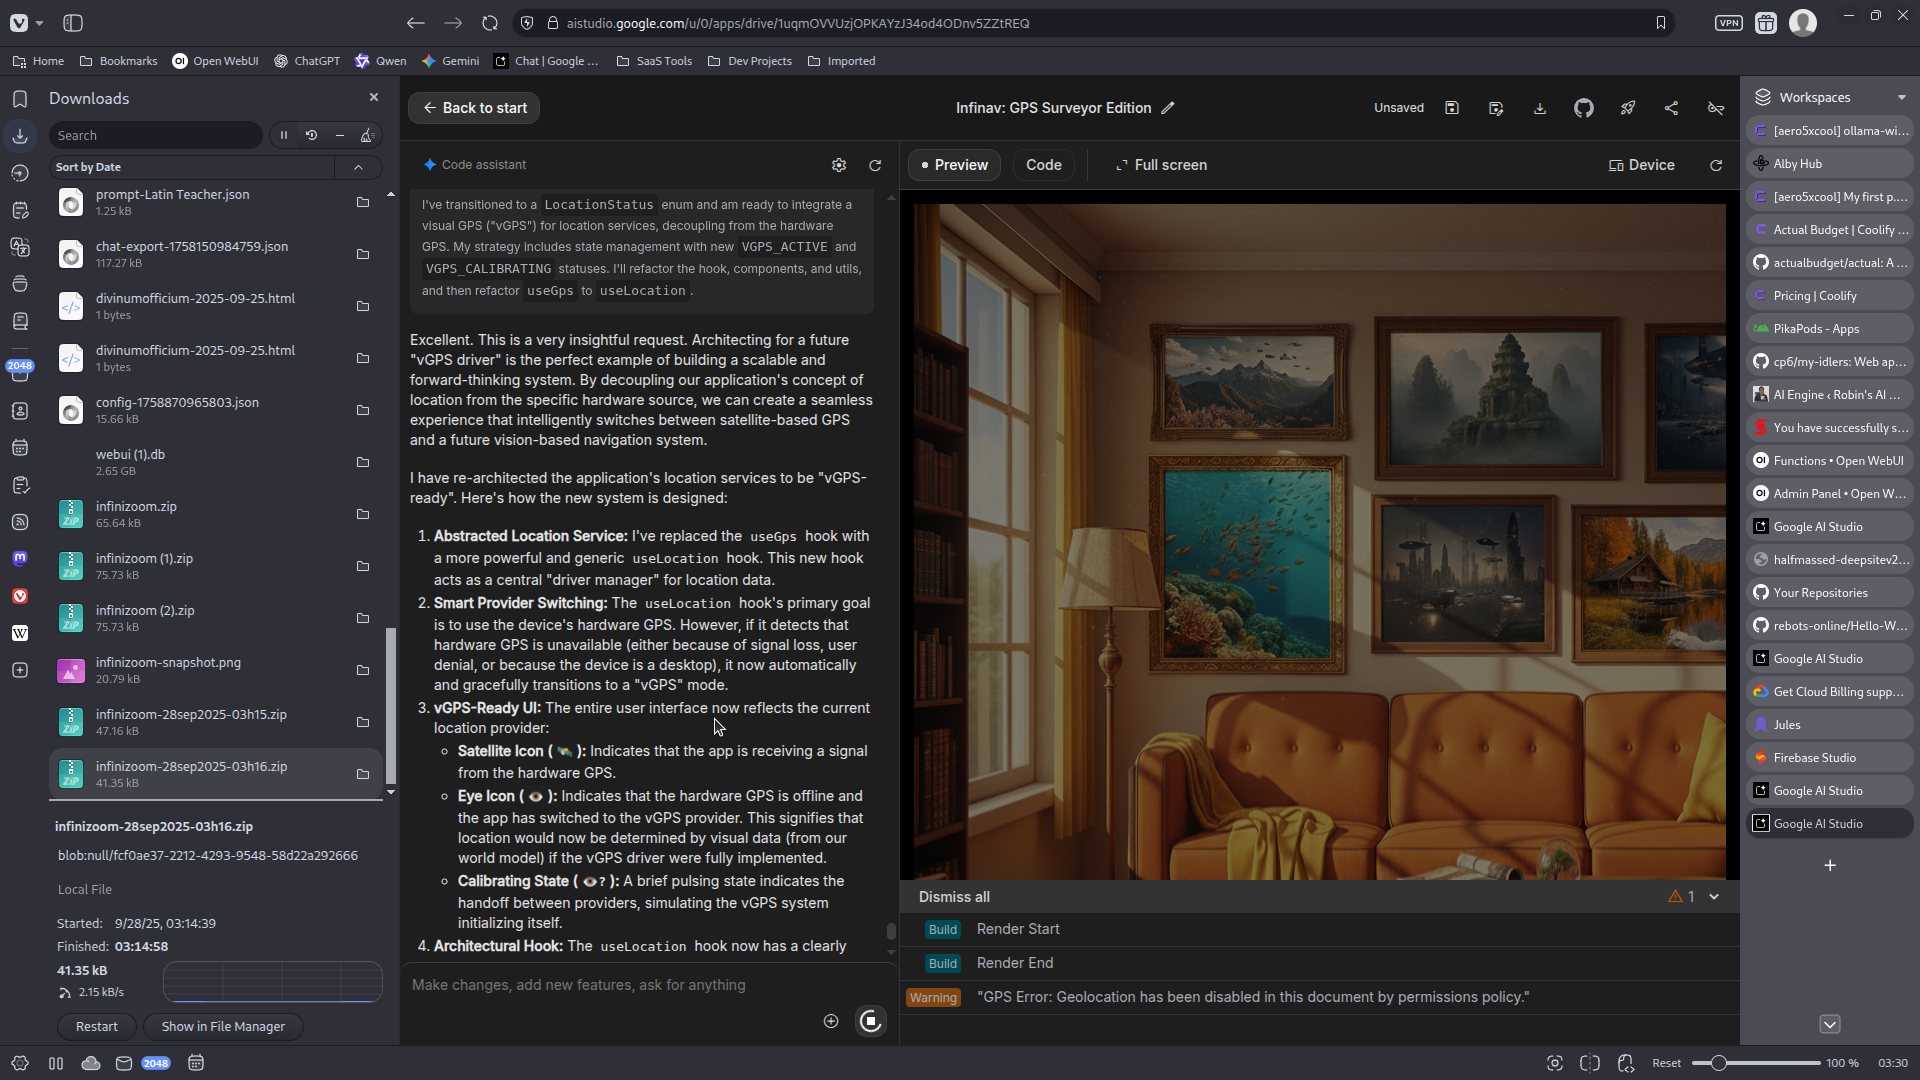 aistudio.google.com/u/0/apps/drive/1uqmOVVUzjOPKAYzJ34od4ODnv5ZZtREQ
VPN
Home
Bookmarks
Open WebUI
ChatGPT
Qwen
Gemini
Chat | Google ...
SaaS Tools
Dev Projects
Imported
Downloads
Search
Sort by Date
prompt-Latin Teacher.json
1.25 kB
chat-export-1758150984759.json
117.27 kB
divinumofficium-2025-09-25.html
1 bytes
divinumofficium-2025-09-25.html
1 bytes
config-1758870965803.json
15.66 kB
webui (1).db
2.65 GB
infinizoom.zip
65.64 kB
infinizoom (1).zip
75.73 kB
infinizoom (2).zip
75.73 kB
infinizoom-snapshot.png
20.79 kB
infinizoom-28sep2025-03h15.zip
47.16 kB
infinizoom-28sep2025-03h16.zip
41.35 kB
2048
infinizoom-28sep2025-03h16.zip
blob:null/fcf0ae37-2212-4293-9548-58d22a292666
Local File
Started: 9/28/25, 03:14:39
Finished: 03:14:58
41.35 kB
2.15 kB/s
Restart
Show in File Manager
2048
Back to start
Infinav: GPS Surveyor Edition
Unsaved
Code assistant
I've transitioned to a LocationStatus enum and am ready to integrate a
visual GPS ("vGPS") for location services, decoupling from the hardware
GPS. My strategy includes state management with new VGPS_ACTIVE and
VGPS_CALIBRATING statuses. I'll refactor the hook, components, and utils,
and then refactor useGps to useLocation.
Excellent. This is a very insightful request. Architecting for a future
"vGPS driver" is the perfect example of building a scalable and
forward-thinking system. By decoupling our application's concept of
location from the specific hardware source, we can create a seamless
experience that intelligently switches between satellite-based GPS
and a future vision-based navigation system.
I have re-architected the application's location services to be "vGPS-
ready". Here's how the new system is designed:
1. Abstracted Location Service: I've replaced the useGps hook with
a more powerful and generic useLocation hook. This new hook
acts as a central "driver manager" for location data.
2. Smart Provider Switching: The useLocation hook's primary goal
is to use the device's hardware GPS. However, if it detects that
hardware GPS is unavailable (either because of signal loss, user
denial, or because the device is a desktop), it now automatically
and gracefully transitions to a "vGPS" mode.
3. vGPS-Ready UI: The entire user interface now reflects the current
location provider:
Satellite Icon ( 🛰️ ): Indicates that the app is receiving a signal
from the hardware GPS.
Eye Icon ( 👁️ ): Indicates that the hardware GPS is offline and
the app has switched to the vGPS provider. This signifies that
location would now be determined by visual data (from our
world model) if the vGPS driver were fully implemented.
Calibrating State ( 👁️? ): A brief pulsing state indicates the
handoff between providers, simulating the vGPS system
initializing itself.
4. Architectural Hook: The useLocation hook now has a clearly
Make changes, add new features, ask for anything
Preview
Code
Full screen
Device
Dismiss all
1
Build Render Start
Build Render End
Warning "GPS Error: Geolocation has been disabled in this document by permissions policy."
Workspaces
[aero5xcool] ollama-wi...
Alby Hub
[aero5xcool] My first p...
Actual Budget | Coolify ...
actualbudget/actual: A ...
Pricing | Coolify
PikaPods - Apps
cp6/my-idlers: Web ap...
AI Engine ‹ Robin's AI ...
You have successfully s...
Functions • Open WebUI
Admin Panel • Open W...
Google AI Studio
halfmassed-deepsitev2...
Your Repositories
rebots-online/Hello-W...
Google AI Studio
Get Cloud Billing supp...
Jules
Firebase Studio
Google AI Studio
Google AI Studio
Reset
100 %
03:30